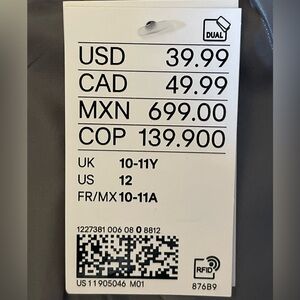 DUAL
USD 39.99
CAD 49.99
MXN 699.00
COP 139.900
UK 10-11Y
US 12
FR/MX 10-11A
1227381 006 08 0 8812
RFID
US 11905046 M01
876B9